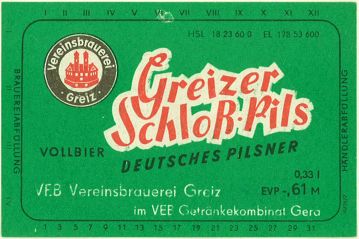 I II III IV V VI VII VIII IX X XI XII
HSL 18 23 60 0 EL 178 53 600
Vereinsbrauerei
· Greiz ·
Greizer
Schloß-Pils
BRAUEREIABFÜLLUNG
HÄNDLERABFÜLLUNG
VOLLBIER
DEUTSCHES PILSNER
0,33 l
EVP -,61 M
VEB Vereinsbrauerei Greiz
im VEB Getränkekombinat Gera
1 3 5 7 9 11 13 15 17 19 21 23 25 27 29 31